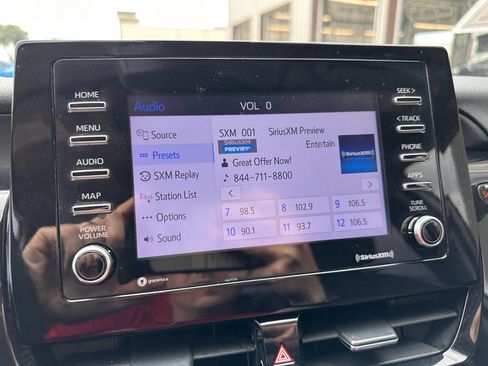 HOME
MENU
AUDIO
MAP
POWER
VOLUME
Audio
VOL 0
Source
Presets
SXM Replay
Station List
Options
Sound
SXM 001 SiriusXM Preview
SIRIUSXM
PREVIEW
Entertain
Great Offer Now!
844-711-8800
SiriusXM
7 98.5
8 102.9
9 106.5
10 90.1
11 93.7
12 106.5
SEEK >
< TRACK
PHONE
APPS
TUNE
SCROLL
gracenote
SiriusXM